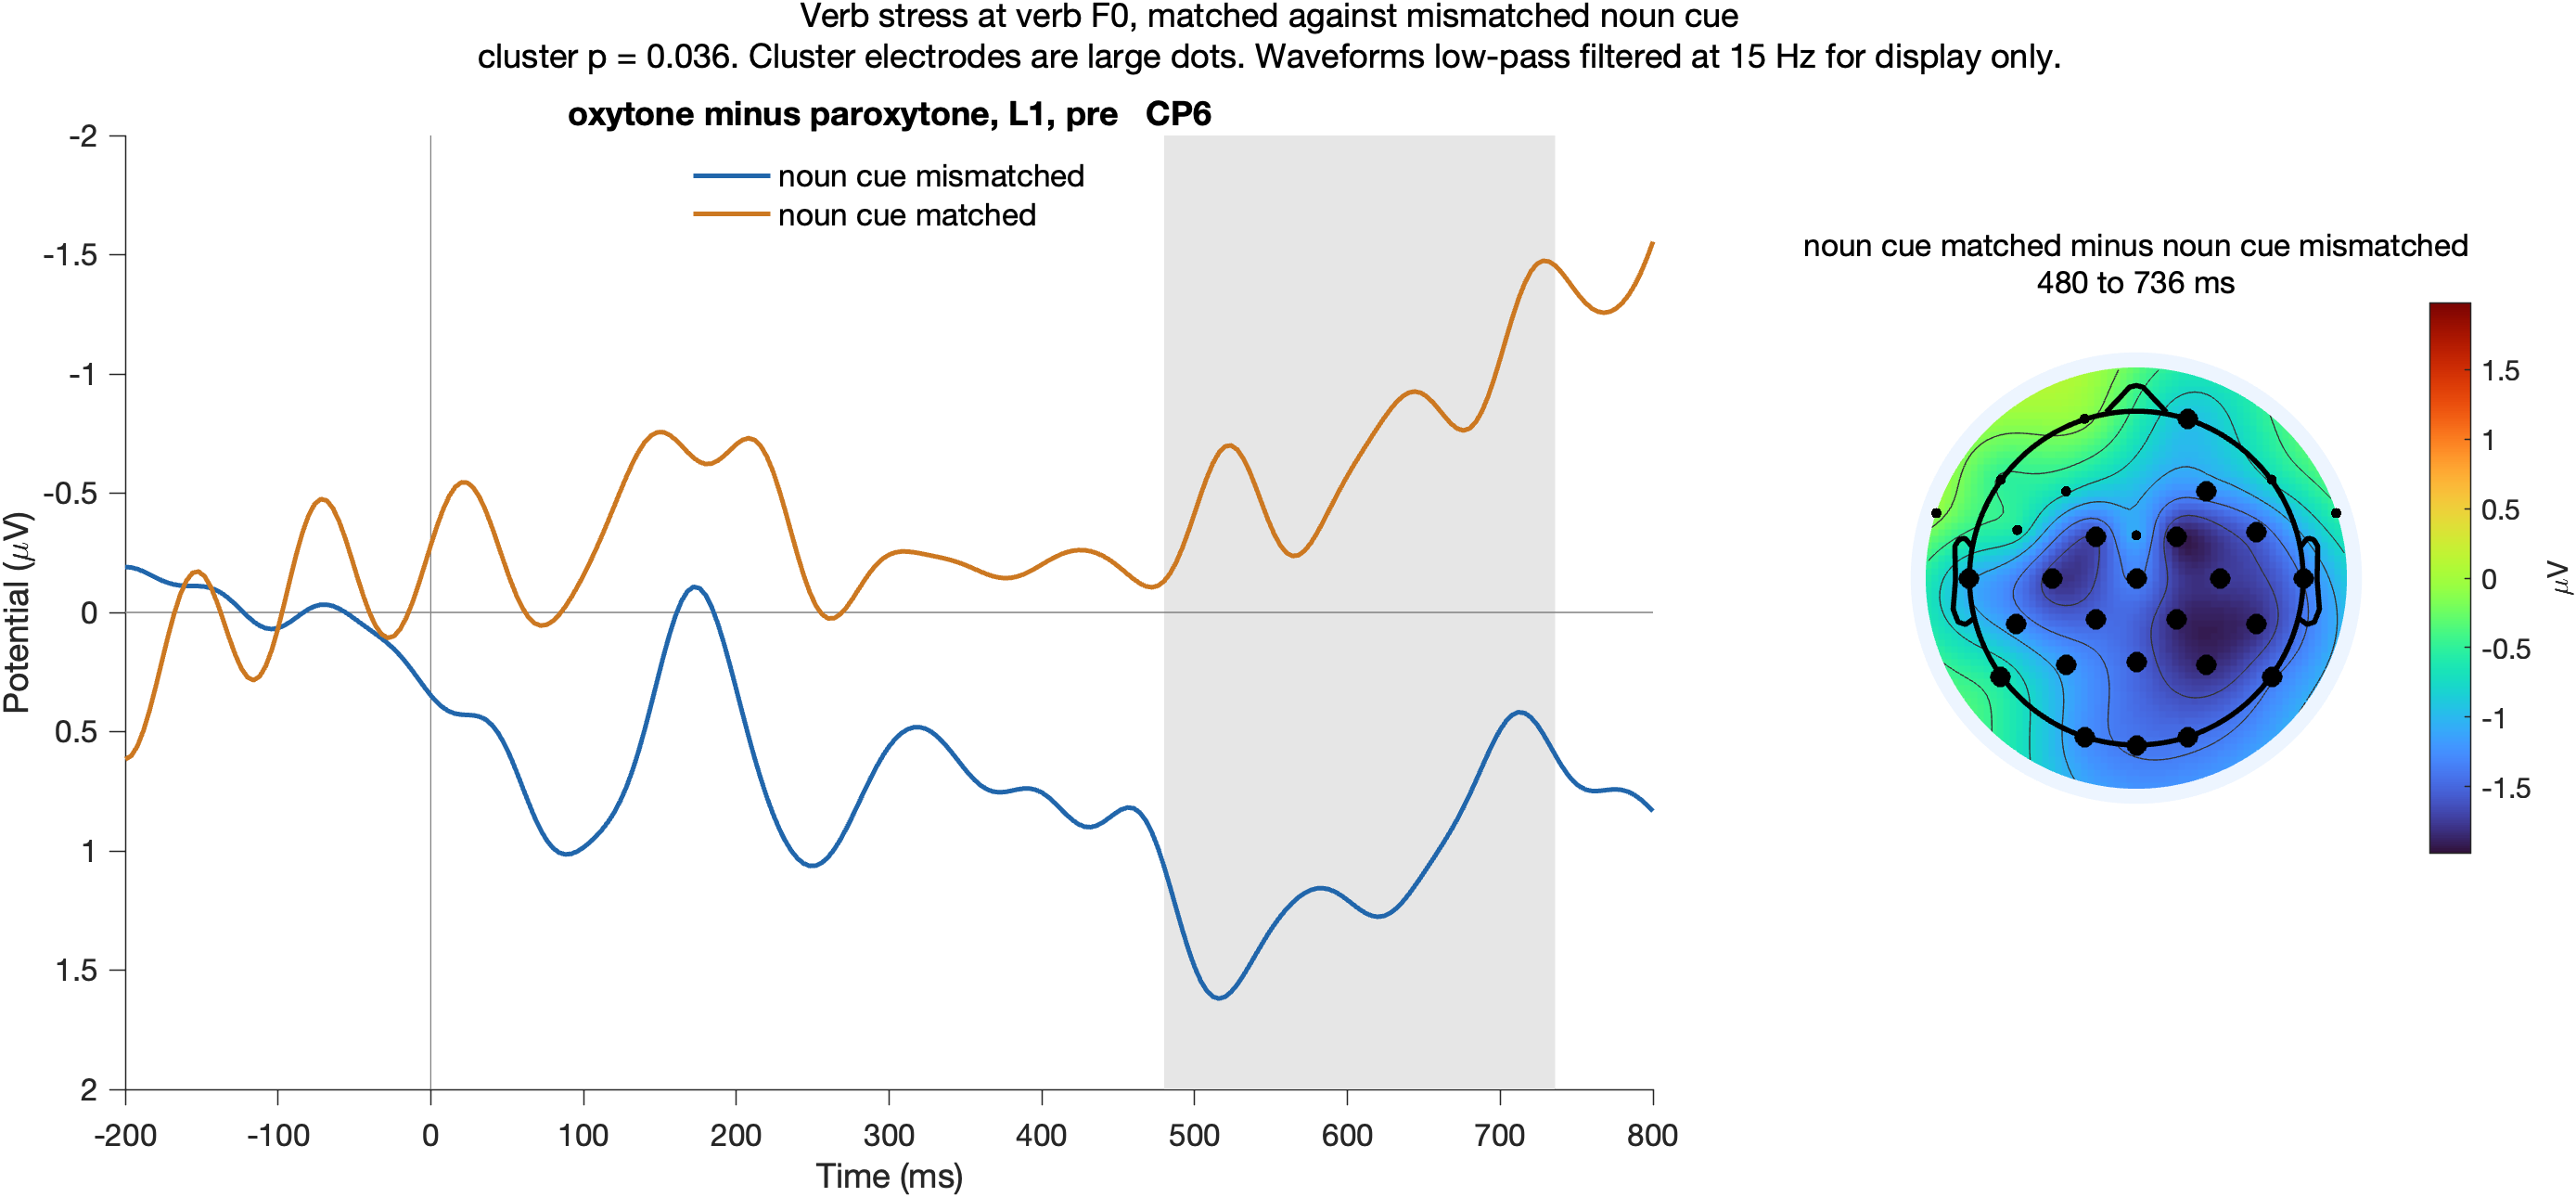 Verb stress at verb F0, matched against mismatched noun cue
cluster p = 0.036. Cluster electrodes are large dots. Waveforms low-pass filtered at 15 Hz for display only.
oxytone minus paroxytone, L1, pre CP6
noun cue mismatched
noun cue matched
-2
-1.5
-1
-0.5
0
0.5
1
1.5
2
Potential (μV)
-200 -100 0 100 200 300 400 500 600 700 800
Time (ms)
noun cue matched minus noun cue mismatched
480 to 736 ms
1.5
1
0.5
0
-0.5
-1
-1.5
μV